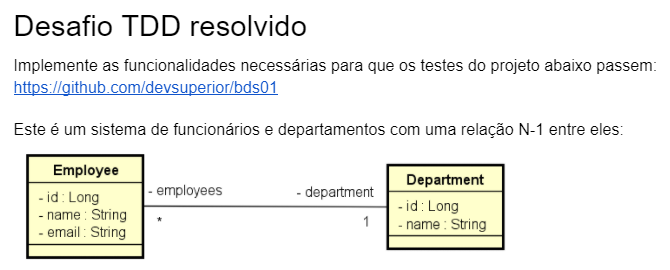 Desafio TDD resolvido
Implemente as funcionalidades necessárias para que os testes do projeto abaixo passem:
https://github.com/devsuperior/bds01
Este é um sistema de funcionários e departamentos com uma relação N-1 entre eles:
Employee
- id : Long
- name : String
- email : String
- employees
*
- department
1
Department
- id : Long
- name : String